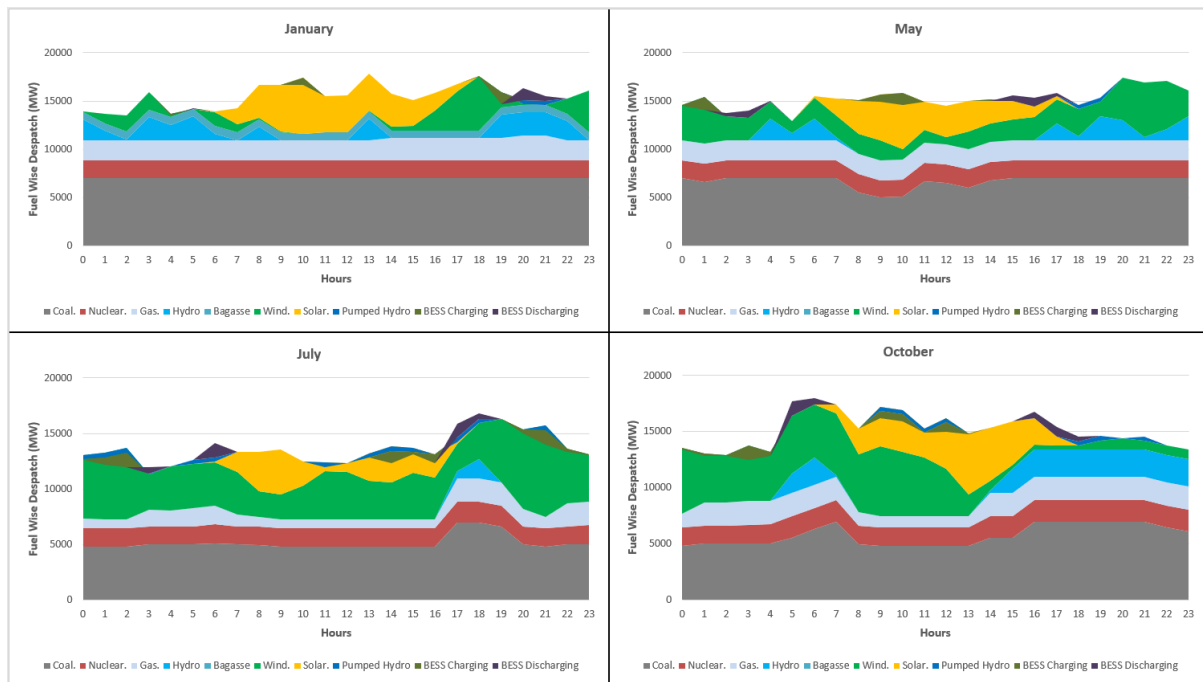 January
Fuel Wise Despatch (MW)
20000
15000
10000
5000
0
0 1 2 3 4 5 6 7 8 9 10 11 12 13 14 15 16 17 18 19 20 21 22 23
Hours
Coal. Nuclear. Gas. Hydro Bagasse Wind. Solar. Pumped Hydro BESS Charging BESS Discharging
May
Fuel Wise Despatch (MW)
20000
15000
10000
5000
0
0 1 2 3 4 5 6 7 8 9 10 11 12 13 14 15 16 17 18 19 20 21 22 23
Hours
Coal. Nuclear. Gas. Hydro Bagasse Wind. Solar. Pumped Hydro BESS Charging BESS Discharging
July
Fuel Wise Despatch (MW)
20000
15000
10000
5000
0
0 1 2 3 4 5 6 7 8 9 10 11 12 13 14 15 16 17 18 19 20 21 22 23
Hours
Coal. Nuclear. Gas. Hydro Bagasse Wind. Solar. Pumped Hydro BESS Charging BESS Discharging
October
Fuel Wise Despatch (MW)
20000
15000
10000
5000
0
0 1 2 3 4 5 6 7 8 9 10 11 12 13 14 15 16 17 18 19 20 21 22 23
Hours
Coal. Nuclear. Gas. Hydro Bagasse Wind. Solar. Pumped Hydro BESS Charging BESS Discharging